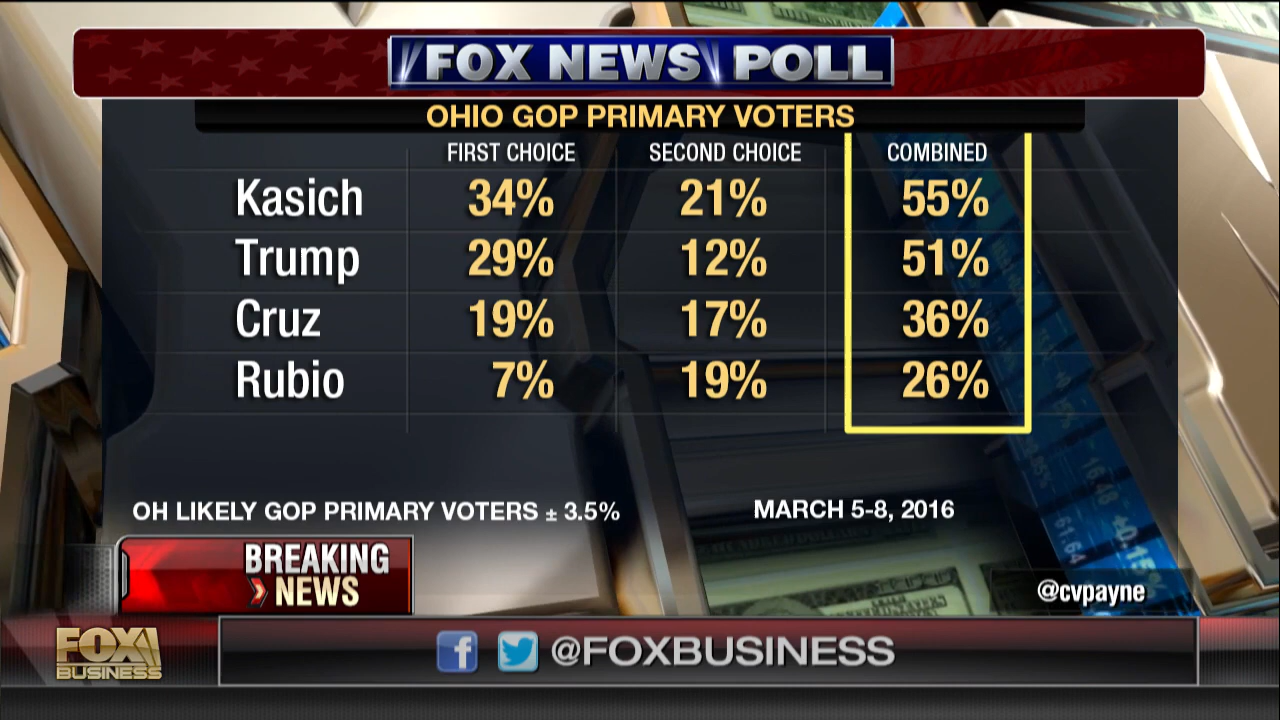 FOX NEWS POLL
OHIO GOP PRIMARY VOTERS
FIRST CHOICE SECOND CHOICE COMBINED
Kasich 34% 21% 55%
Trump 29% 12% 51%
Cruz 19% 17% 36%
Rubio 7% 19% 26%
OH LIKELY GOP PRIMARY VOTERS ± 3.5% MARCH 5-8, 2016
BREAKING
NEWS
@cvpayne
FOX
BUSINESS
@FOXBUSINESS